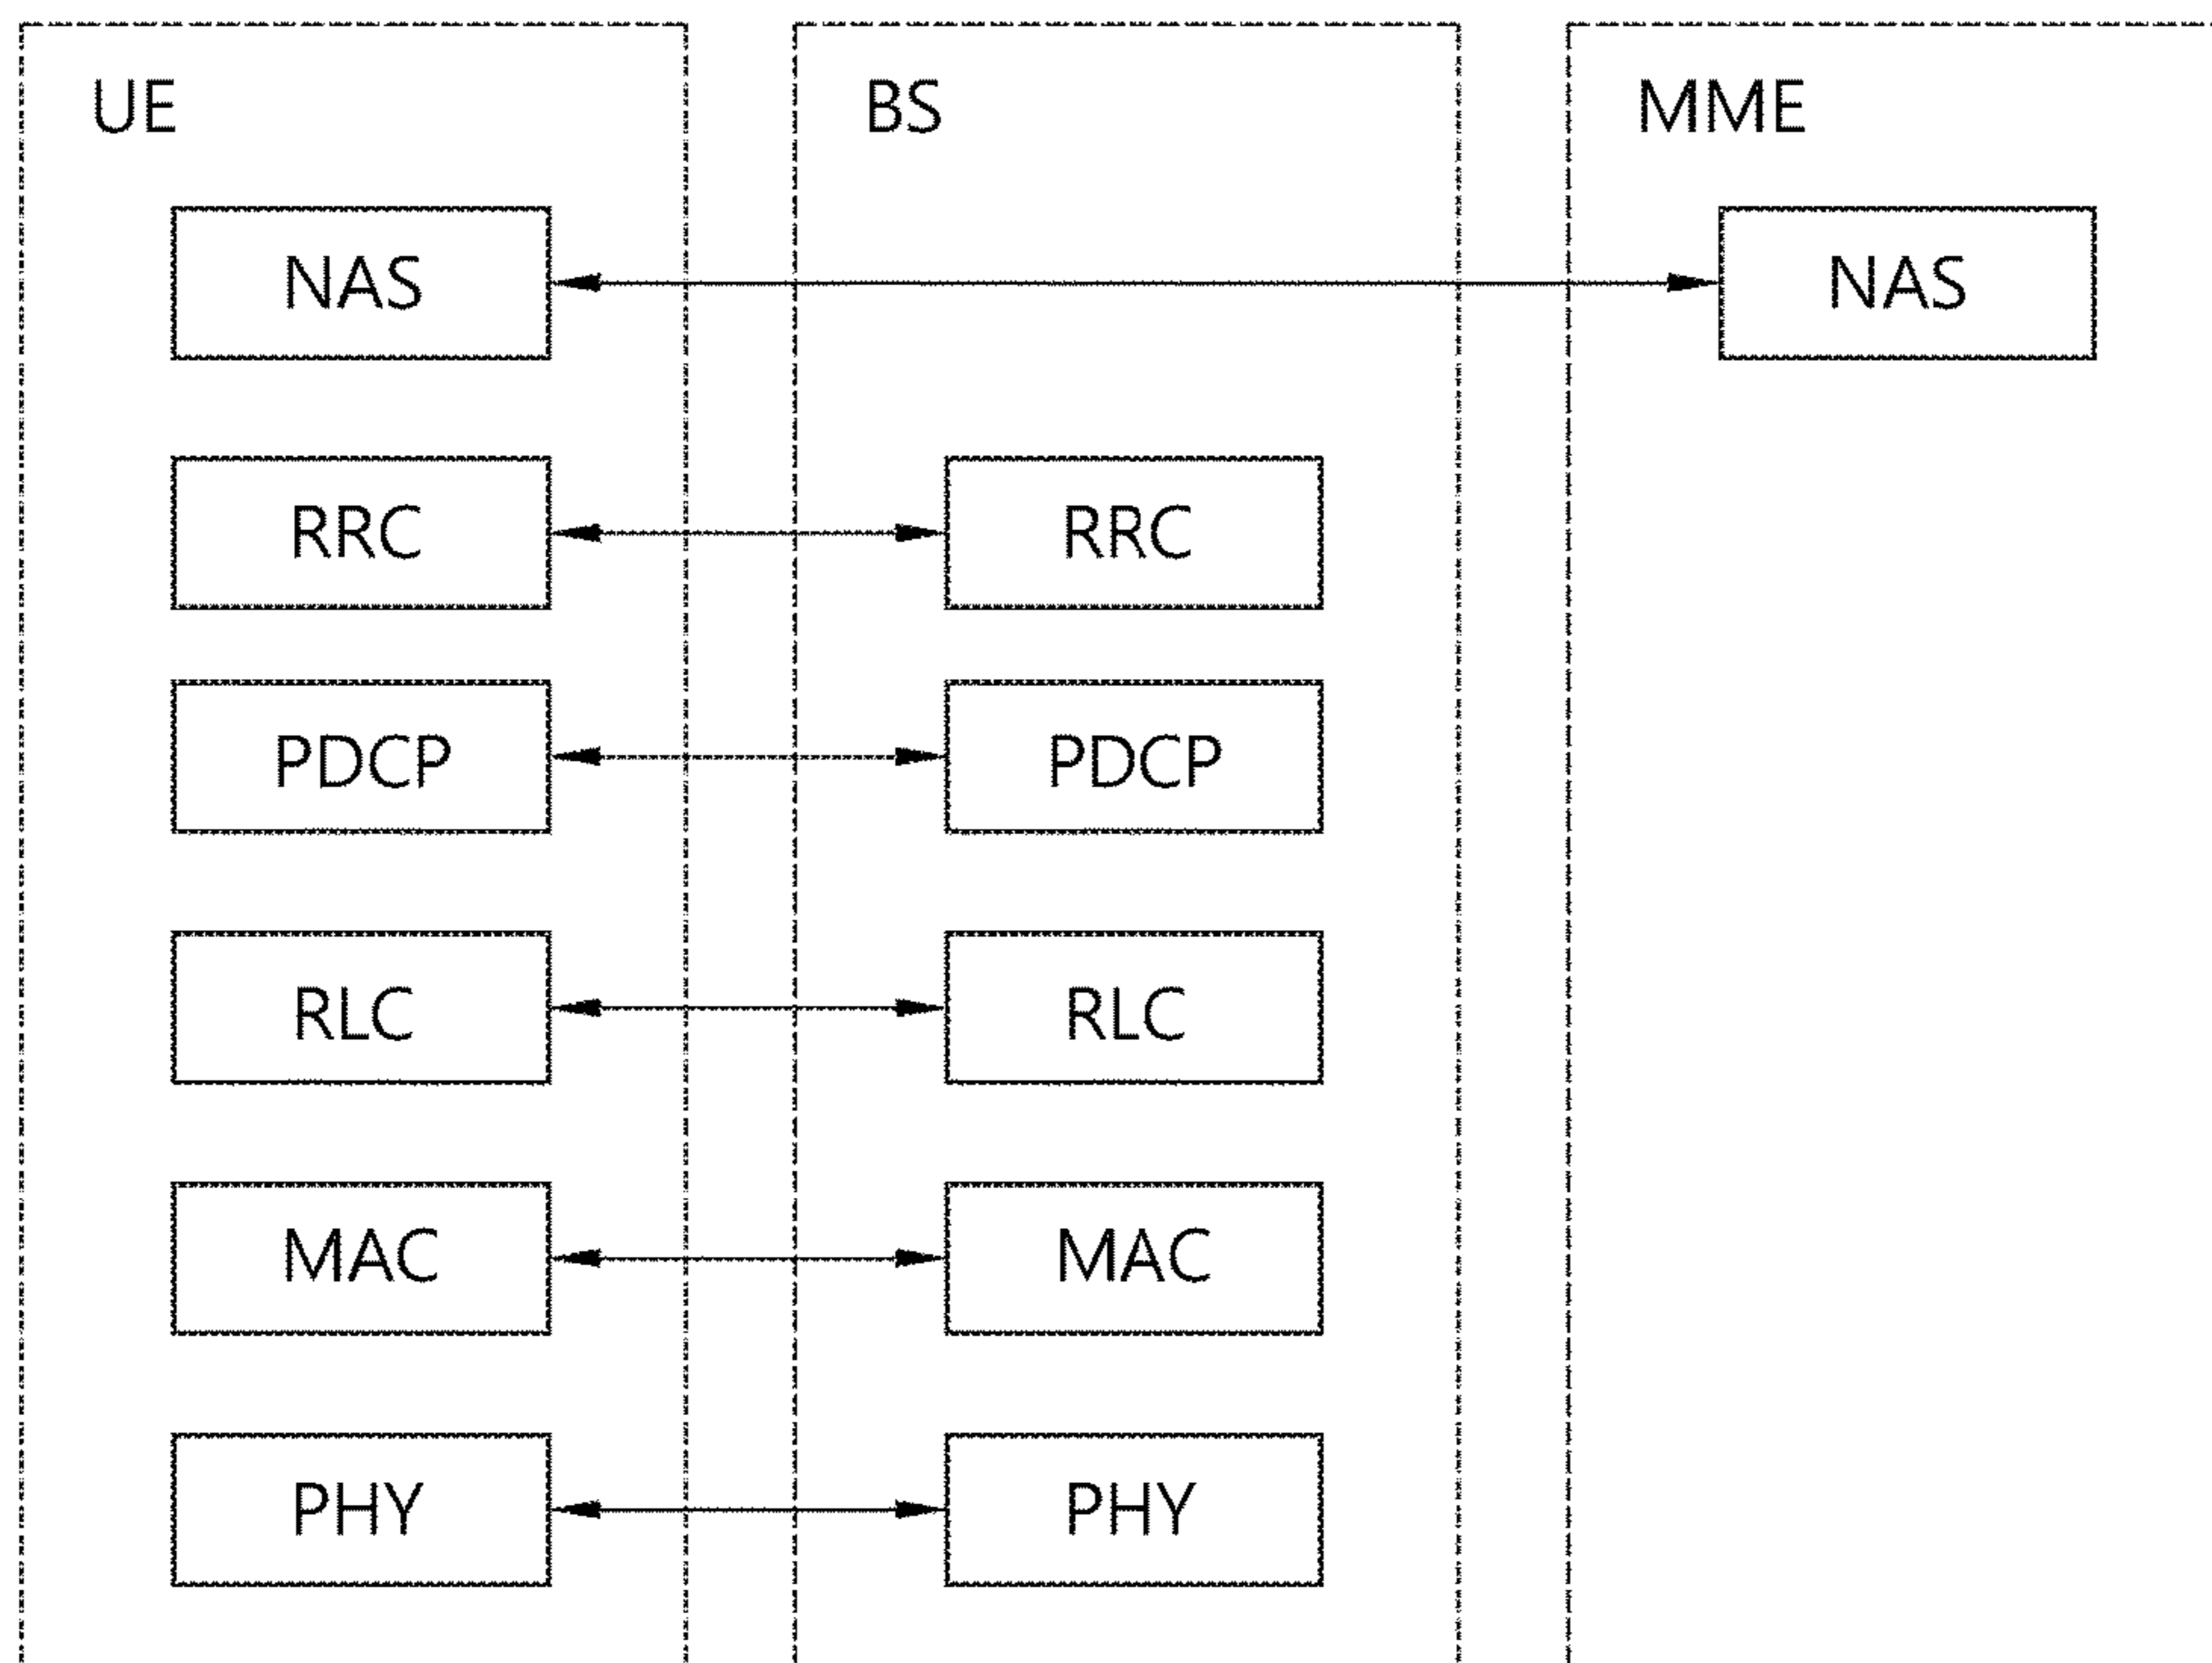 UE BS MME
NAS NAS
RRC RRC
PDCP PDCP
RLC RLC
MAC MAC
PHY PHY